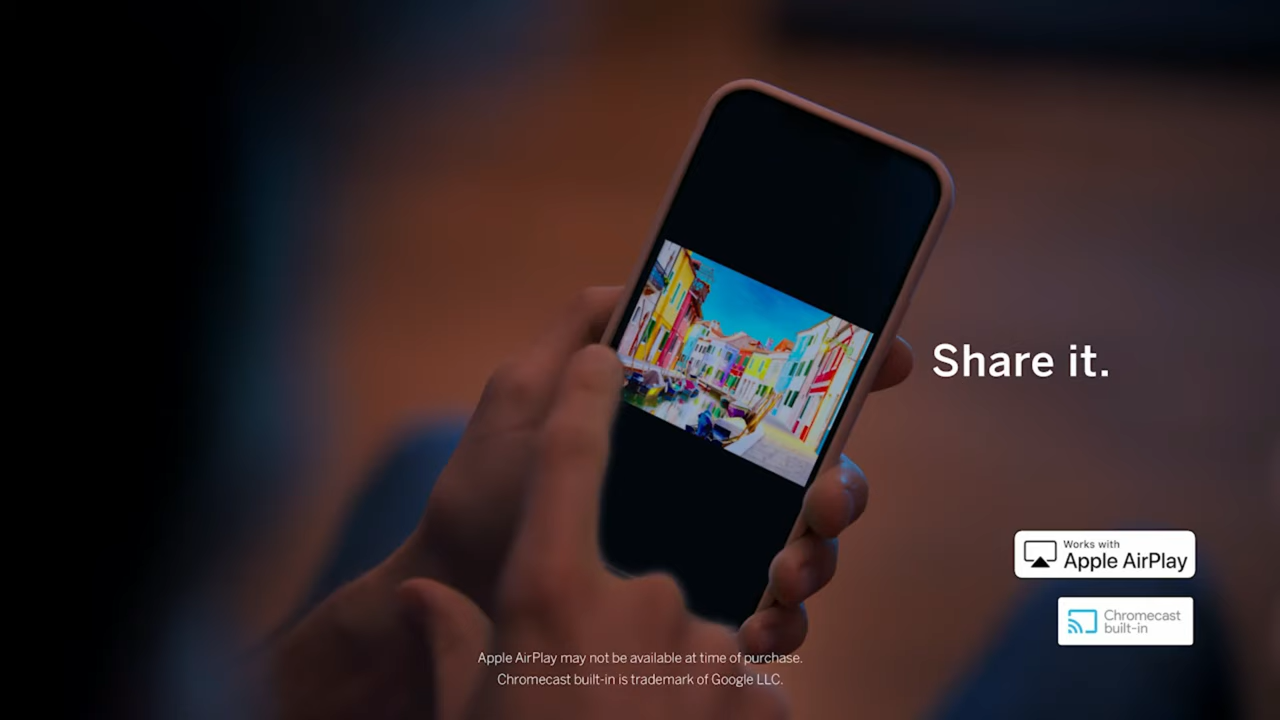 Share it.
Works with
Apple AirPlay
Chromecast
built-in
Apple AirPlay may not be available at time of purchase.
Chromecast built-in is trademark of Google LLC.